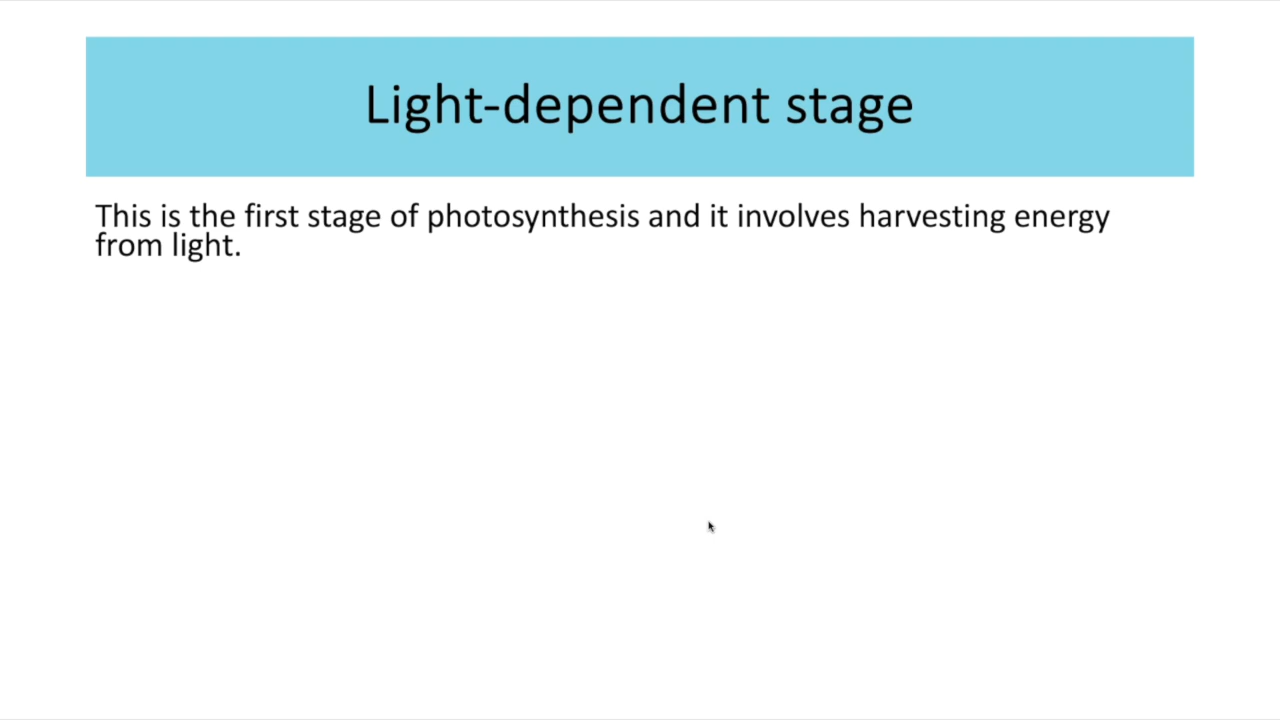 Light-dependent stage
This is the first stage of photosynthesis and it involves harvesting energy
from light.